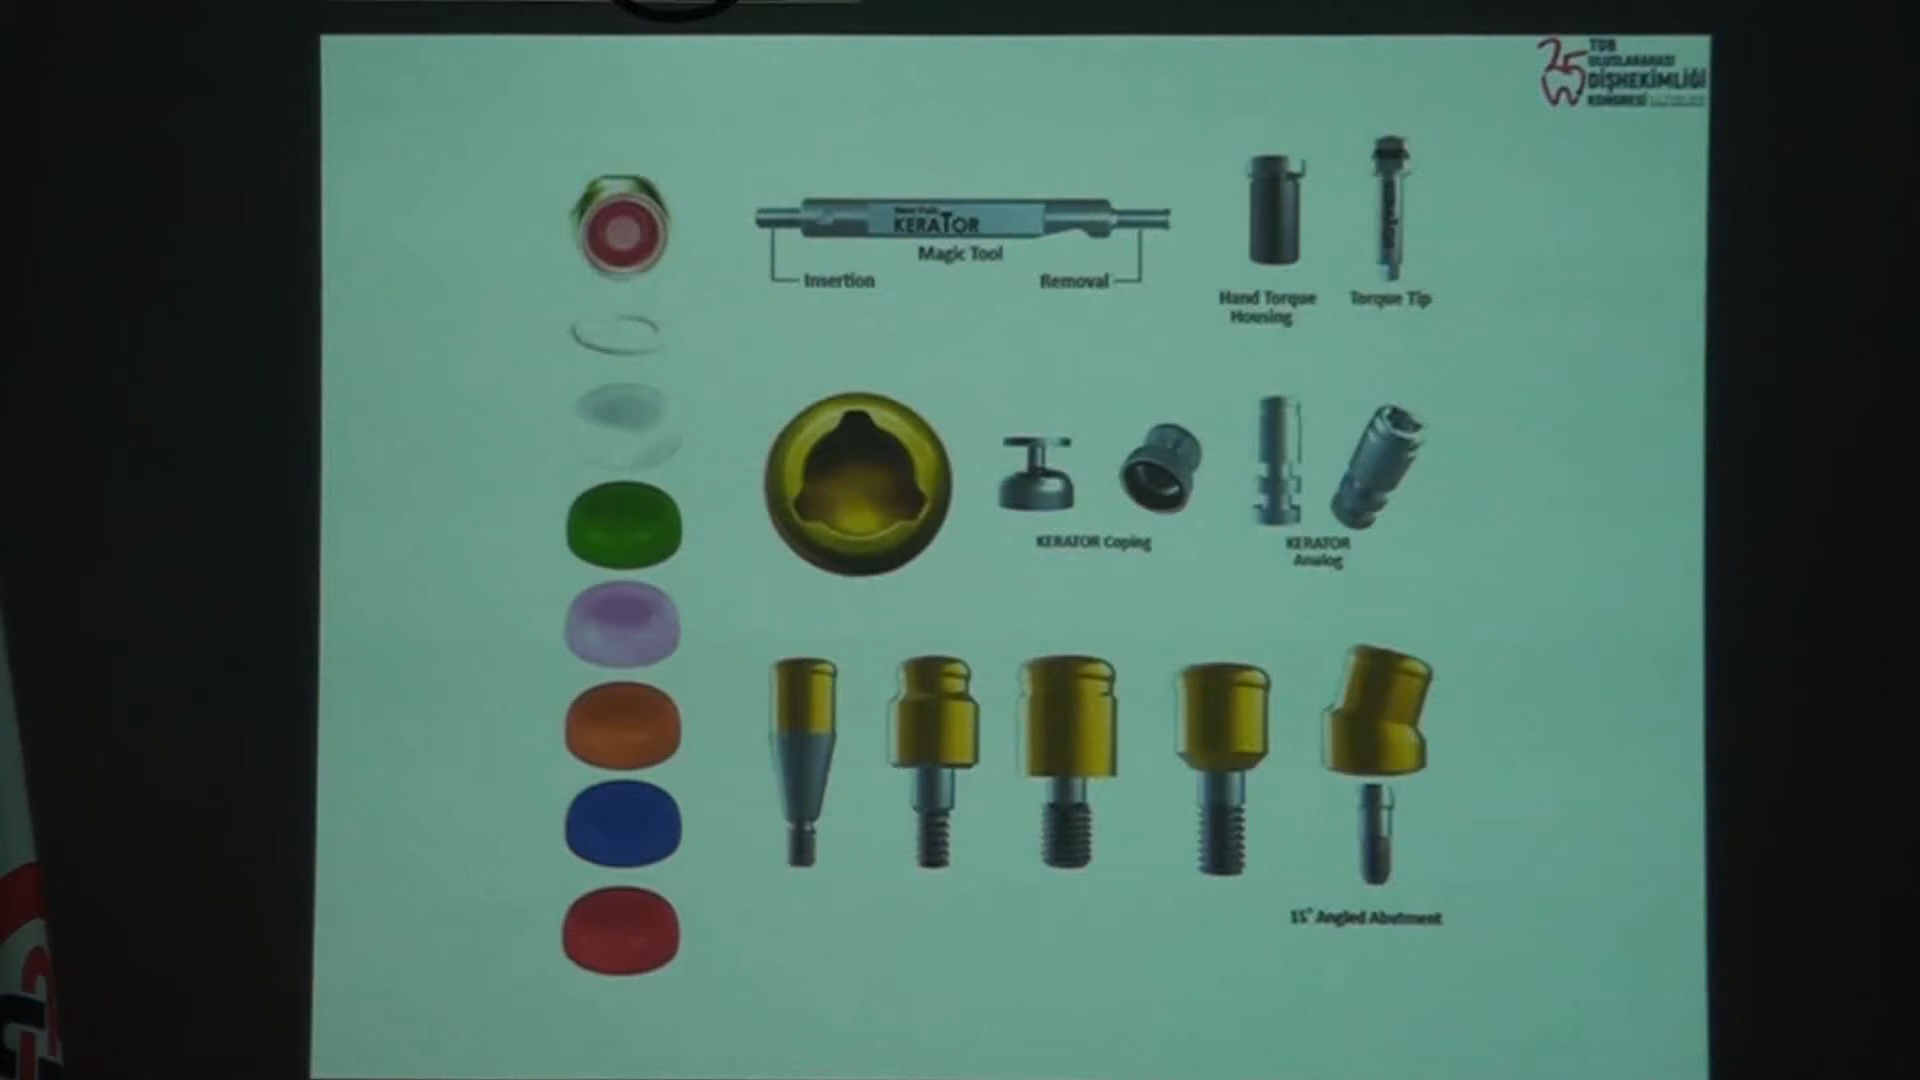 25
TDB
ULUSLARARASI
DİŞHEKİMLİĞİ
KONGRESİ
KERATOR
Magic Tool
Insertion
Removal
Hand Torque
Housing
Torque Tip
KERATOR Coping
KERATOR
Analog
15° Angled Abutment